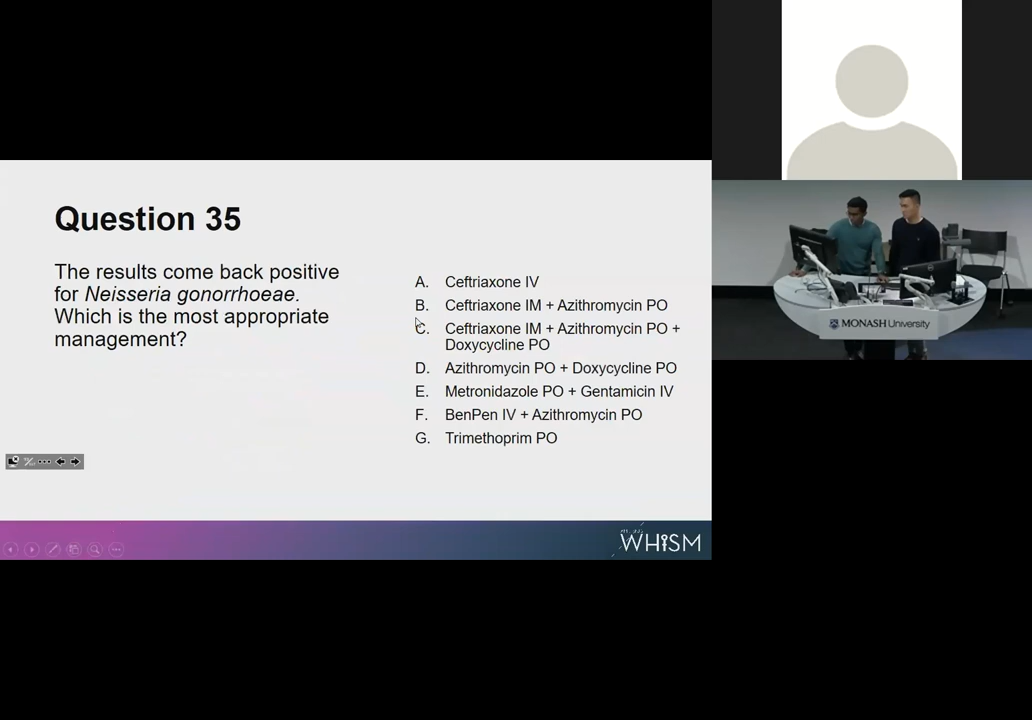 Question 35
The results come back positive
for Neisseria gonorrhoeae.
Which is the most appropriate
management?
A. Ceftriaxone IV
B. Ceftriaxone IM + Azithromycin PO
C. Ceftriaxone IM + Azithromycin PO +
Doxycycline PO
D. Azithromycin PO + Doxycycline PO
E. Metronidazole PO + Gentamicin IV
F. BenPen IV + Azithromycin PO
G. Trimethoprim PO
WHISM
MONASH University